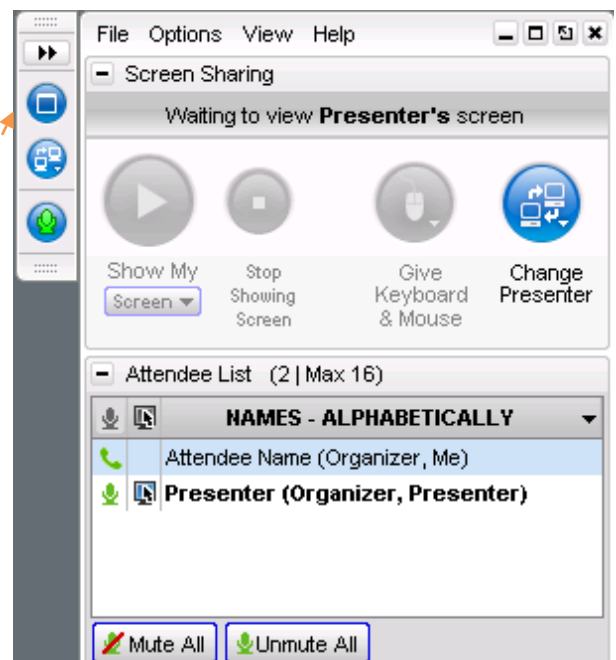 File Options View Help
Screen Sharing
Waiting to view Presenter's screen
Show My
Screen
Stop
Showing
Screen
Give
Keyboard
& Mouse
Change
Presenter
Attendee List (2 | Max 16)
NAMES - ALPHABETICALLY
Attendee Name (Organizer, Me)
Presenter (Organizer, Presenter)
Mute All Unmute All